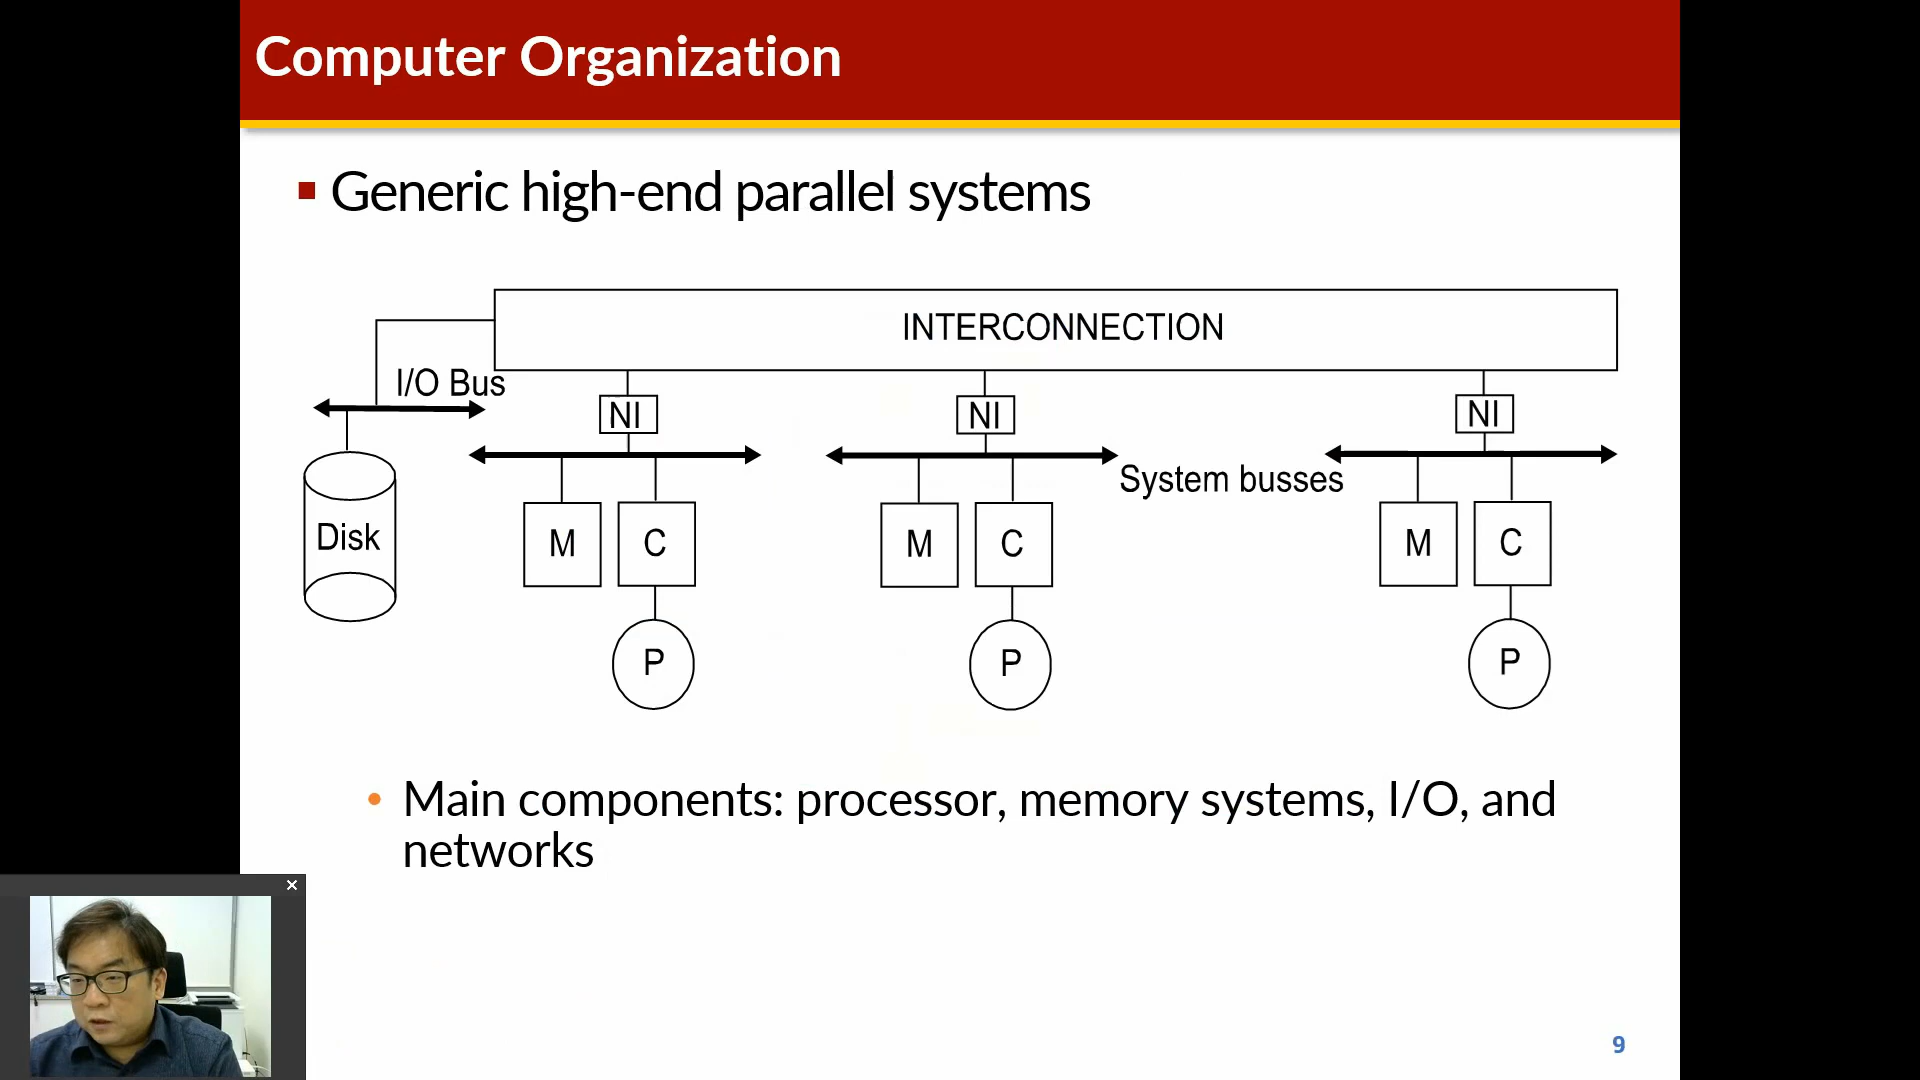 Computer Organization
Generic high-end parallel systems
INTERCONNECTION
I/O Bus
NI
NI
NI
System busses
Disk
M
C
M
C
M
C
P
P
P
Main components: processor, memory systems, I/O, and
networks
9